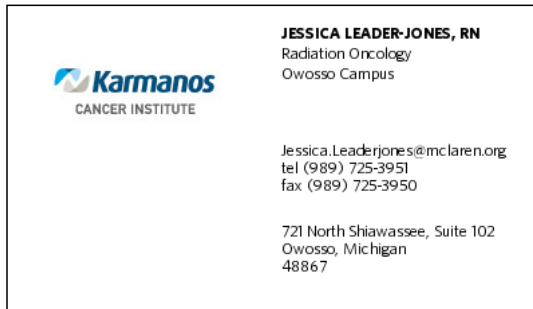 Karmanos
CANCER INSTITUTE
JESSICA LEADER-JONES, RN
Radiation Oncology
Owosso Campus
Jessica.Leaderjones@mclaren.org
tel (989) 725-3951
fax (989) 725-3950
721 North Shiawassee, Suite 102
Owosso, Michigan
48867